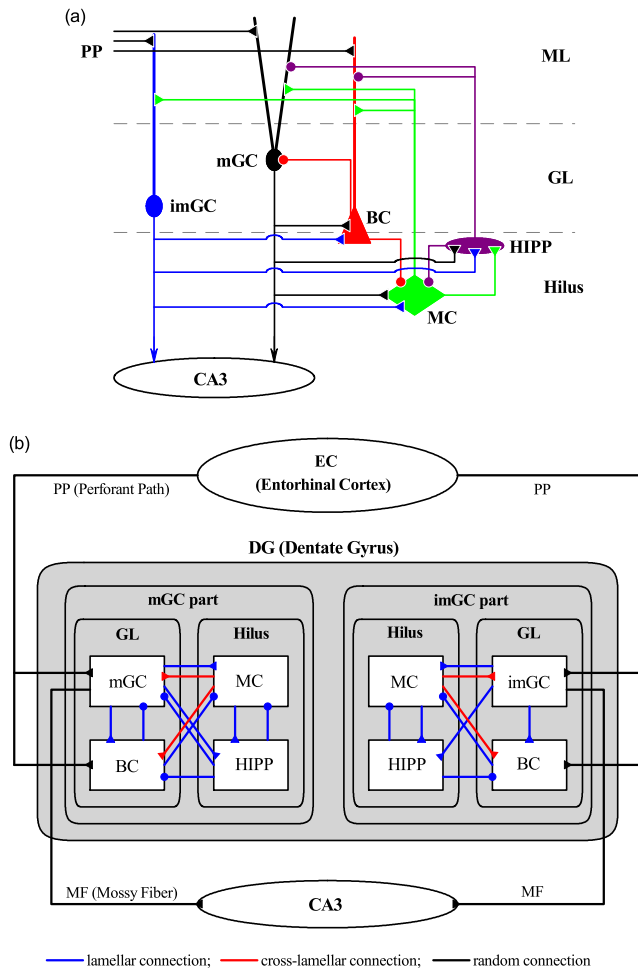 (a)
PP
ML
mGC
GL
imGC
BC
HIPP
Hilus
MC
CA3
(b)
EC
(Entorhinal Cortex)
PP (Perforant Path)
PP
DG (Dentate Gyrus)
mGC part
imGC part
GL
Hilus
Hilus
GL
mGC
MC
MC
imGC
BC
HIPP
HIPP
BC
MF (Mossy Fiber)
CA3
MF
lamellar connection; cross-lamellar connection; random connection